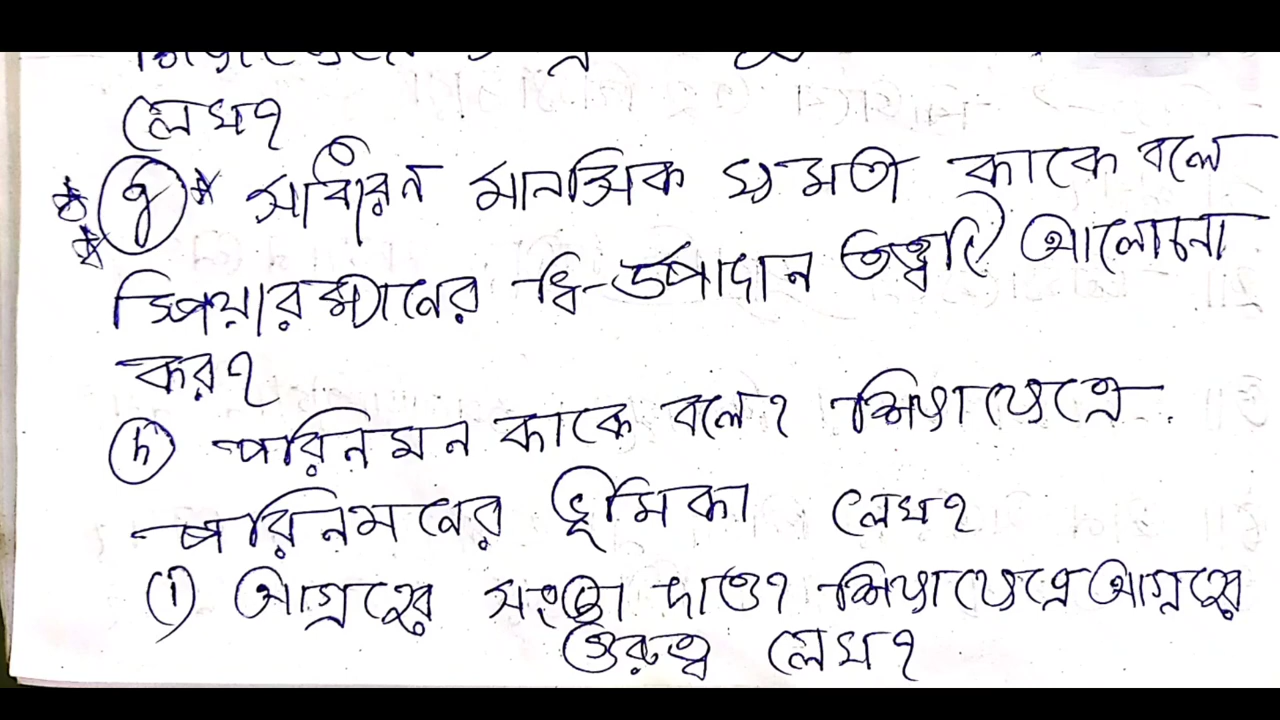 লেখ?
g সাধারন মানসিক ক্ষমতা কাকে বলে
স্পিয়ারম্যানের দ্বি-উপাদান তত্ত্বটি আলোচনা
কর?
h পরিনমন কাকে বলে? শিক্ষাক্ষেত্রে
পরিনমনের ভূমিকা লেখ?
i) আগ্রহের সংজ্ঞা দাও? শিক্ষাক্ষেত্রে আগ্রহের
গুরুত্ব লেখ?